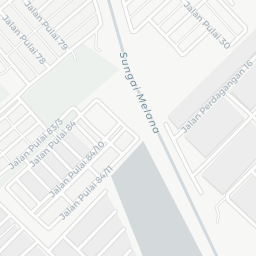 Jalan Pulai 79
Jalan Pulai 78
Jalan Pulai 30
Sungai Melana
Jalan Perdagangan 16
Jalan Pulai 83/3
Jalan Pulai 84
Jalan Pulai 84/10
Jalan Pulai 84/11